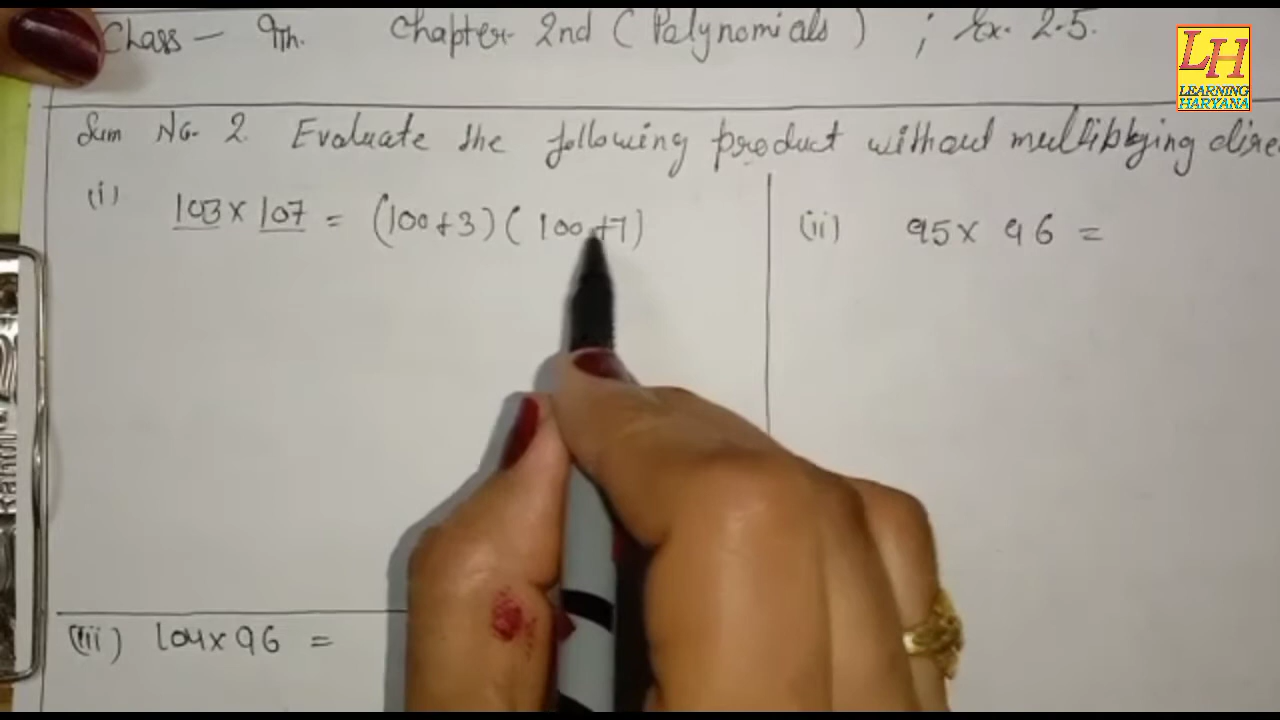 Class - 9th. Chapter- 2nd ( Polynomials ) ; Ex. 2.5.
LH
LEARNING
HARYANA
Sum No. 2. Evaluate the following product without multiplying dire
(i) 103 x 107 = (100+3) ( 100+7)
(ii) 95 x 96 =
(iii) 104 x 96 =